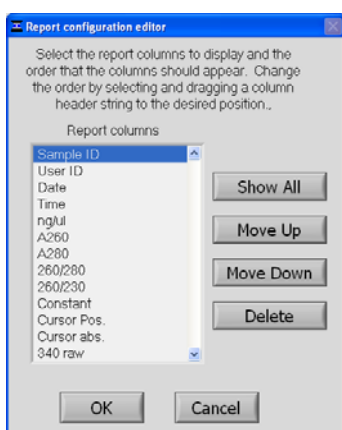 Report configuration editor
Select the report columns to display and the
order that the columns should appear. Change
the order by selecting and dragging a column
header string to the desired position.,
Report columns
Sample ID
User ID
Date
Time
ng/ul
A260
A280
260/280
260/230
Constant
Cursor Pos.
Cursor abs.
340 raw
Show All
Move Up
Move Down
Delete
OK
Cancel